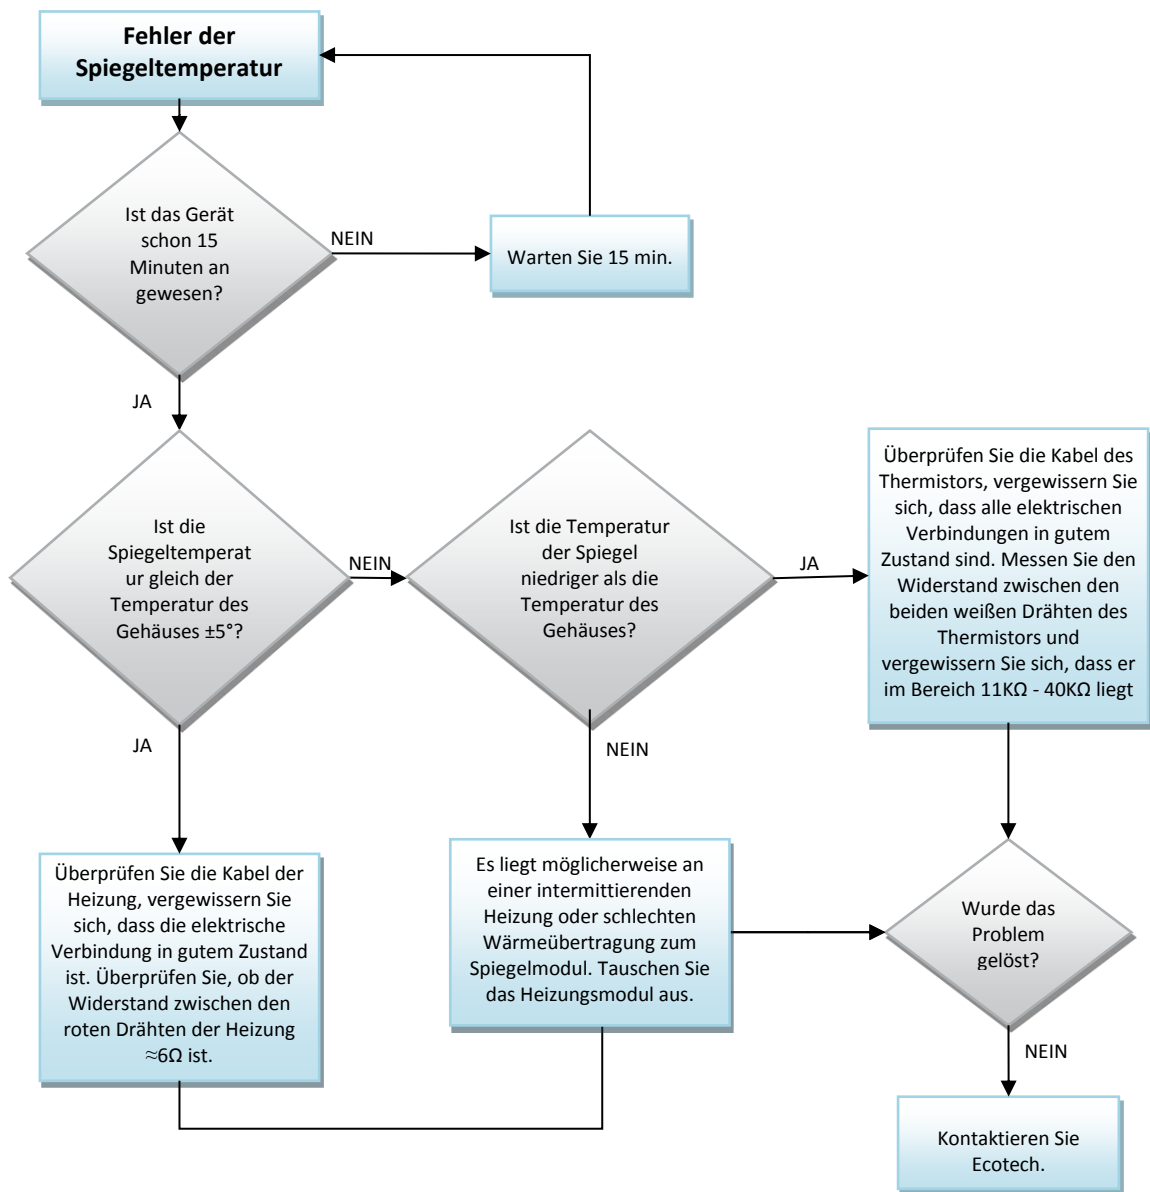 Fehler der
Spiegeltemperatur
Ist das Gerät
schon 15
Minuten an
gewesen?
NEIN
Warten Sie 15 min.
JA
Ist die
Spiegeltemperat
ur gleich der
Temperatur des
Gehäuses ±5°?
NEIN
Ist die Temperatur
der Spiegel
niedriger als die
Temperatur des
Gehäuses?
JA
Überprüfen Sie die Kabel des
Thermistors, vergewissern Sie
sich, dass alle elektrischen
Verbindungen in gutem
Zustand sind. Messen Sie den
Widerstand zwischen den
beiden weißen Drähten des
Thermistors und
vergewissern Sie sich, dass er
im Bereich 11KΩ - 40KΩ liegt
JA
NEIN
Überprüfen Sie die Kabel der
Heizung, vergewissern Sie
sich, dass die elektrische
Verbindung in gutem Zustand
ist. Überprüfen Sie, ob der
Widerstand zwischen den
roten Drähten der Heizung
≈6Ω ist.
Es liegt möglicherweise an
einer intermittierenden
Heizung oder schlechten
Wärmeübertragung zum
Spiegelmodul. Tauschen Sie
das Heizungsmodul aus.
Wurde das
Problem
gelöst?
NEIN
Kontaktieren Sie
Ecotech.